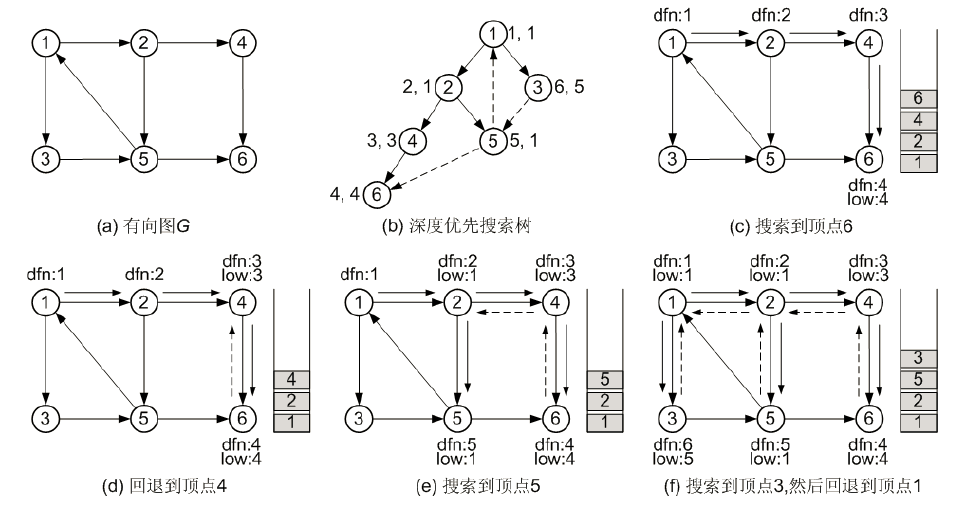 1 2 4
3 5 6
(a) 有向图G
1 1, 1
2, 1 2 3 6, 5
3, 3 4 5 5, 1
4, 4 6
(b) 深度优先搜索树
dfn:1 dfn:2 dfn:3
1 2 4
3 5 6
dfn:4
low:4
6
4
2
1
(c) 搜索到顶点6
dfn:1 dfn:2 dfn:3
low:3
1 2 4
3 5 6
dfn:4
low:4
4
2
1
(d) 回退到顶点4
dfn:1 dfn:2 dfn:3
low:1 low:3
1 2 4
3 5 6
dfn:5 dfn:4
low:1 low:4
5
2
1
(e) 搜索到顶点5
dfn:1 dfn:2 dfn:3
low:1 low:1 low:3
1 2 4
3 5 6
dfn:6 dfn:5 dfn:4
low:5 low:1 low:4
3
5
2
1
(f) 搜索到顶点3,然后回退到顶点1